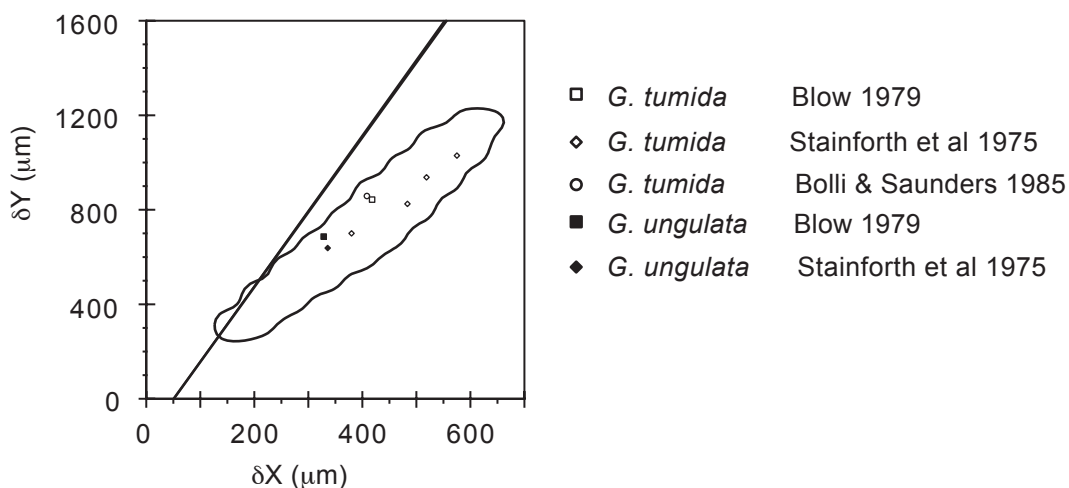 1600
1200
800
400
0
δY (μm)
0 200 400 600
δX (μm)
G. tumida Blow 1979
G. tumida Stainforth et al 1975
G. tumida Bolli & Saunders 1985
G. ungulata Blow 1979
G. ungulata Stainforth et al 1975